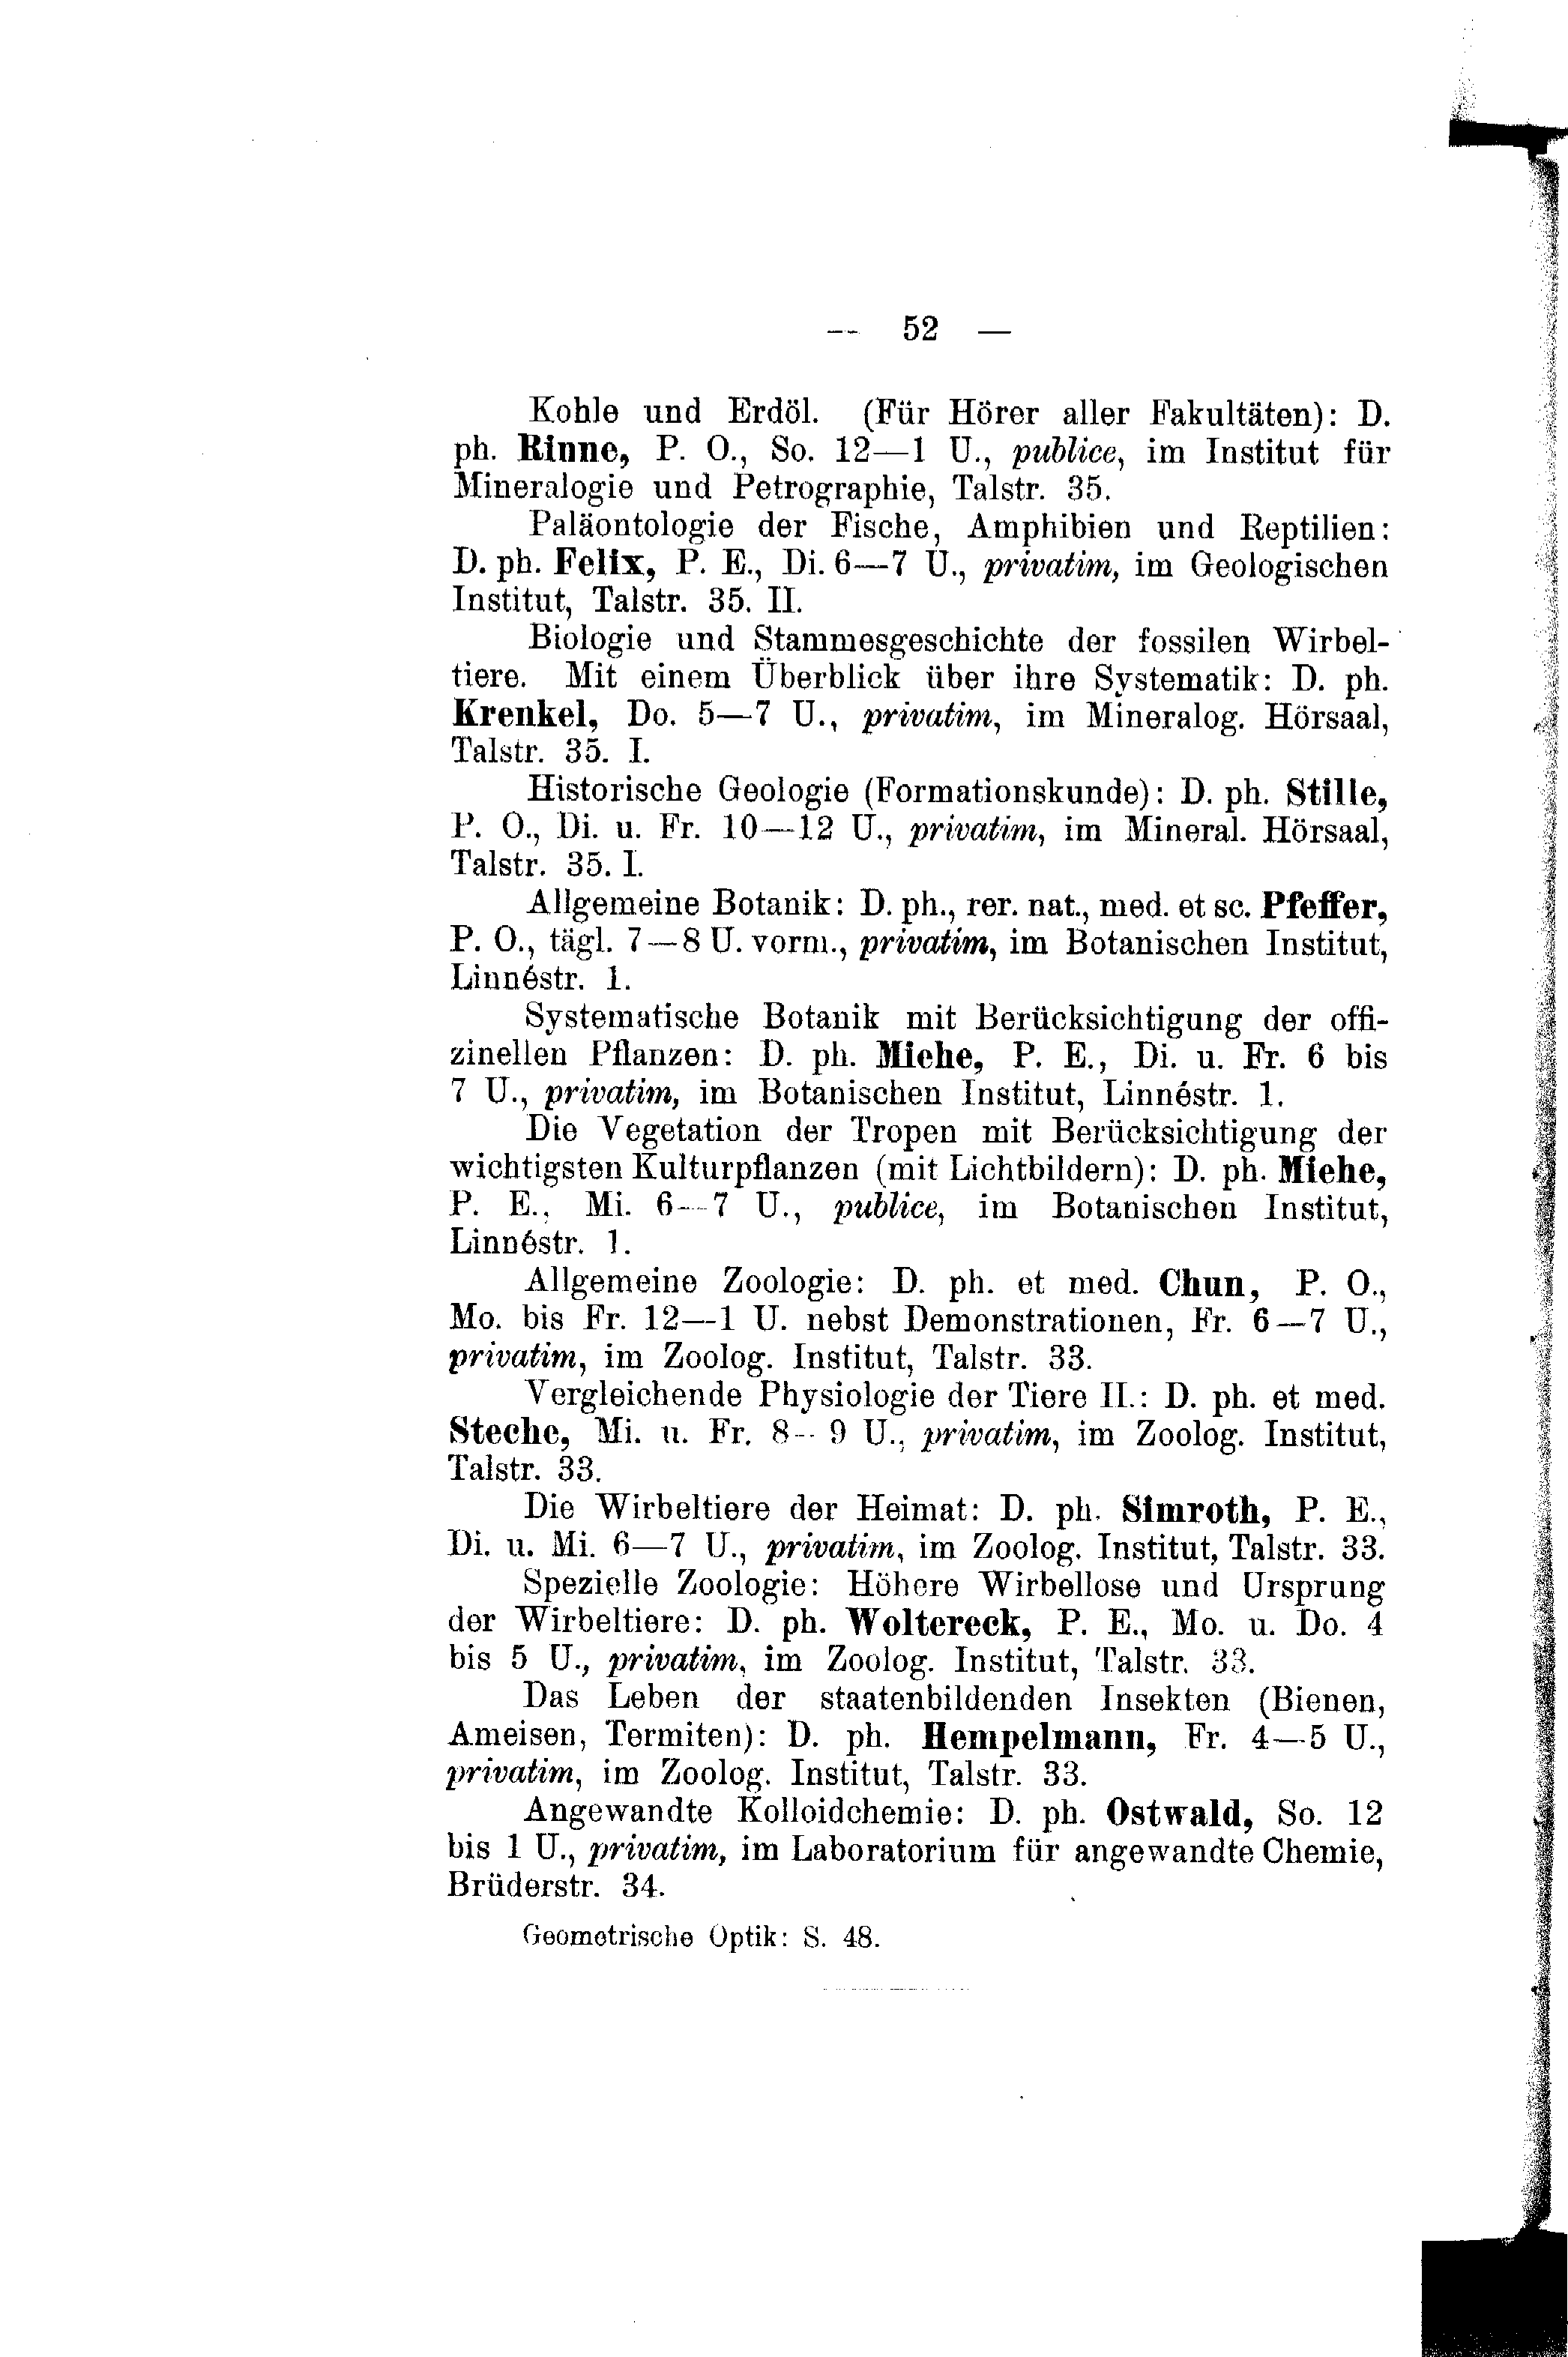 — 52 —
Kohle und Erdöl. (Für Hörer aller Fakultäten): D.
ph. Rinne, P. O., So. 12—1 U., publice, im Institut für
Mineralogie und Petrographie, Talstr. 35.
Paläontologie der Fische, Amphibien und Reptilien:
D. ph. Felix, P. E., Di. 6—7 U., privatim, im Geologischen
Institut, Talstr. 35. II.
Biologie und Stammesgeschichte der fossilen Wirbel-
tiere. Mit einem Überblick über ihre Systematik: D. ph.
Krenkel, Do. 5—7 U., privatim, im Mineralog. Hörsaal,
Talstr. 35. I.
Historische Geologie (Formationskunde): D. ph. Stille,
P. O., Di. u. Fr. 10—12 U., privatim, im Mineral. Hörsaal,
Talstr. 35. I.
Allgemeine Botanik: D. ph., rer. nat., med. et sc. Pfeffer,
P. O., tägl. 7—8 U. vorm., privatim, im Botanischen Institut,
Linnéstr. 1.
Systematische Botanik mit Berücksichtigung der offi-
zinellen Pflanzen: D. ph. Miehe, P. E., Di. u. Fr. 6 bis
7 U., privatim, im Botanischen Institut, Linnéstr. 1.
Die Vegetation der Tropen mit Berücksichtigung der
wichtigsten Kulturpflanzen (mit Lichtbildern): D. ph. Miehe,
P. E., Mi. 6—7 U., publice, im Botanischen Institut,
Linnéstr. 1.
Allgemeine Zoologie: D. ph. et med. Chun, P. O.,
Mo. bis Fr. 12—1 U. nebst Demonstrationen, Fr. 6—7 U.,
privatim, im Zoolog. Institut, Talstr. 33.
Vergleichende Physiologie der Tiere II.: D. ph. et med.
Steche, Mi. u. Fr. 8—9 U., privatim, im Zoolog. Institut,
Talstr. 33.
Die Wirbeltiere der Heimat: D. ph. Simroth, P. E.,
Di. u. Mi. 6—7 U., privatim, im Zoolog. Institut, Talstr. 33.
Spezielle Zoologie: Höhere Wirbellose und Ursprung
der Wirbeltiere: D. ph. Woltereck, P. E., Mo. u. Do. 4
bis 5 U., privatim, im Zoolog. Institut, Talstr. 33.
Das Leben der staatenbildenden Insekten (Bienen,
Ameisen, Termiten): D. ph. Hempelmann, Fr. 4—5 U.,
privatim, im Zoolog. Institut, Talstr. 33.
Angewandte Kolloidchemie: D. ph. Ostwald, So. 12
bis 1 U., privatim, im Laboratorium für angewandte Chemie,
Brüderstr. 34.
Geometrische Optik: S. 48.